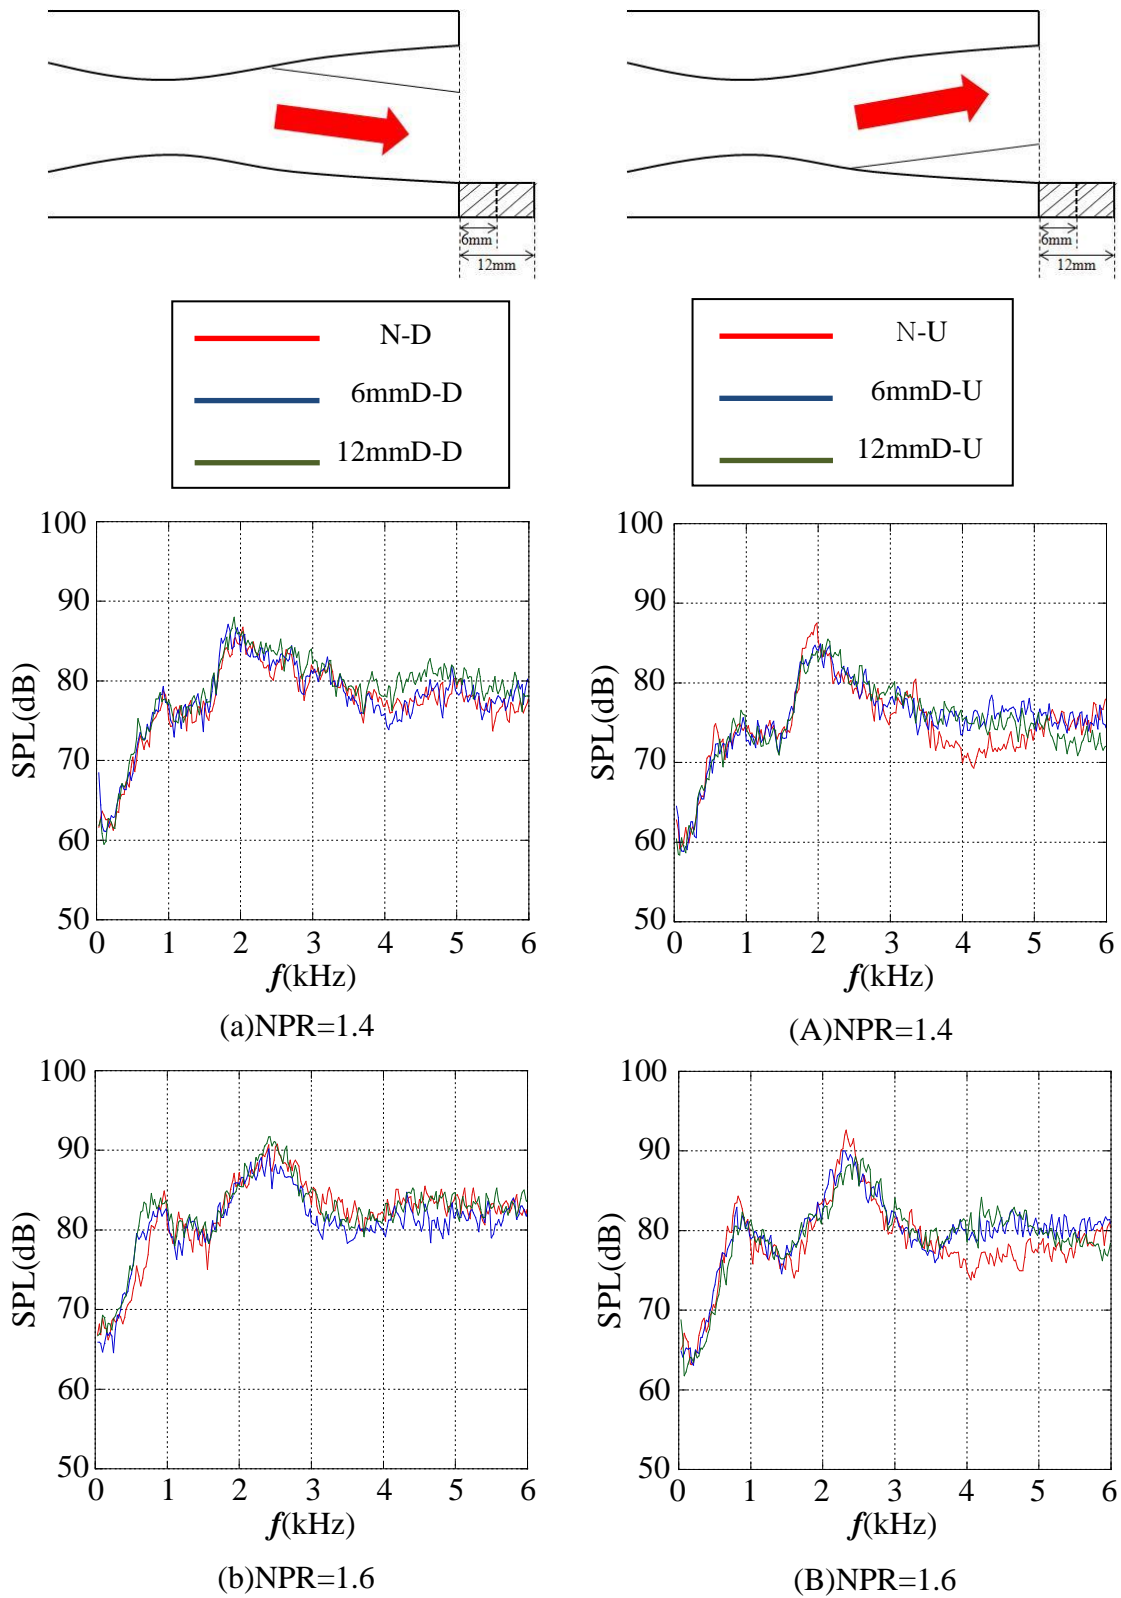 6mm
12mm
6mm
12mm
N-D
6mmD-D
12mmD-D
N-U
6mmD-U
12mmD-U
100
90
80
70
60
50
SPL(dB)
0 1 2 3 4 5 6
f(kHz)
(a)NPR=1.4
100
90
80
70
60
50
SPL(dB)
0 1 2 3 4 5 6
f(kHz)
(A)NPR=1.4
100
90
80
70
60
50
SPL(dB)
0 1 2 3 4 5 6
f(kHz)
(b)NPR=1.6
100
90
80
70
60
50
SPL(dB)
0 1 2 3 4 5 6
f(kHz)
(B)NPR=1.6